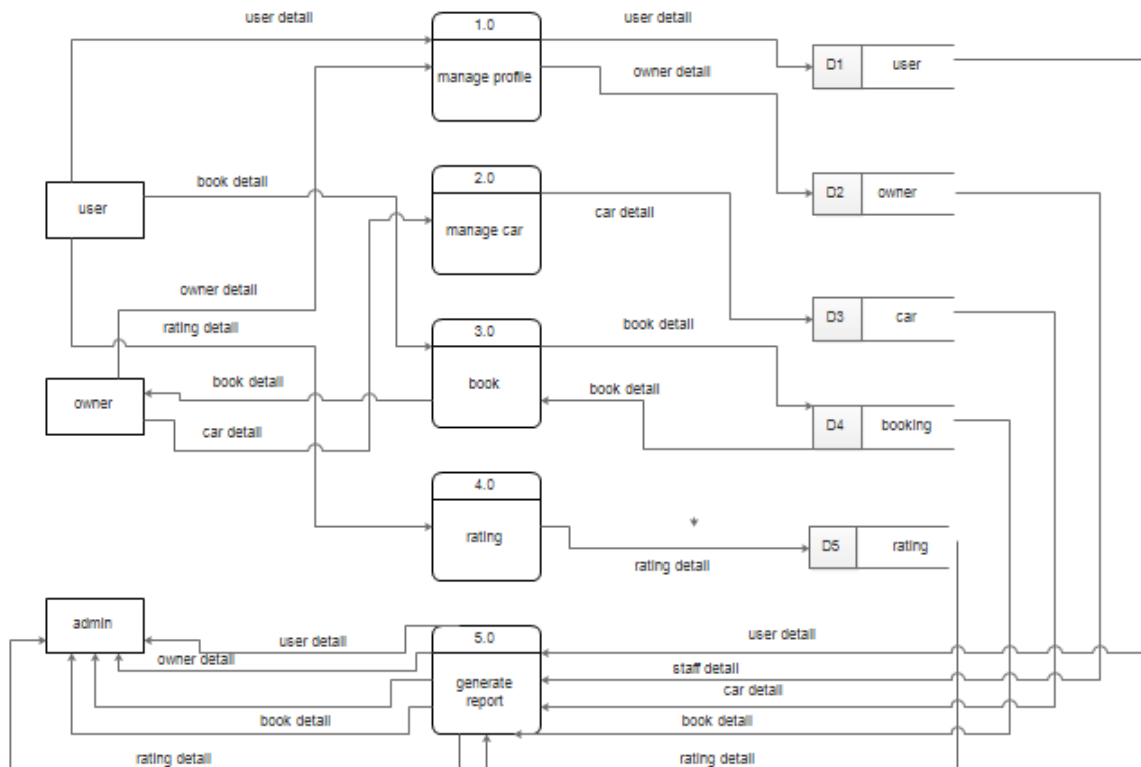 user detail
user detail
1.0
manage profile
owner detail
D1
user
book detail
2.0
manage car
D2
owner
user
car detail
owner detail
rating detail
3.0
book
book detail
D3
car
book detail
book detail
owner
car detail
D4
booking
4.0
rating
rating detail
D5
rating
admin
user detail
owner detail
5.0
generate
report
user detail
staff detail
car detail
book detail
book detail
rating detail
rating detail